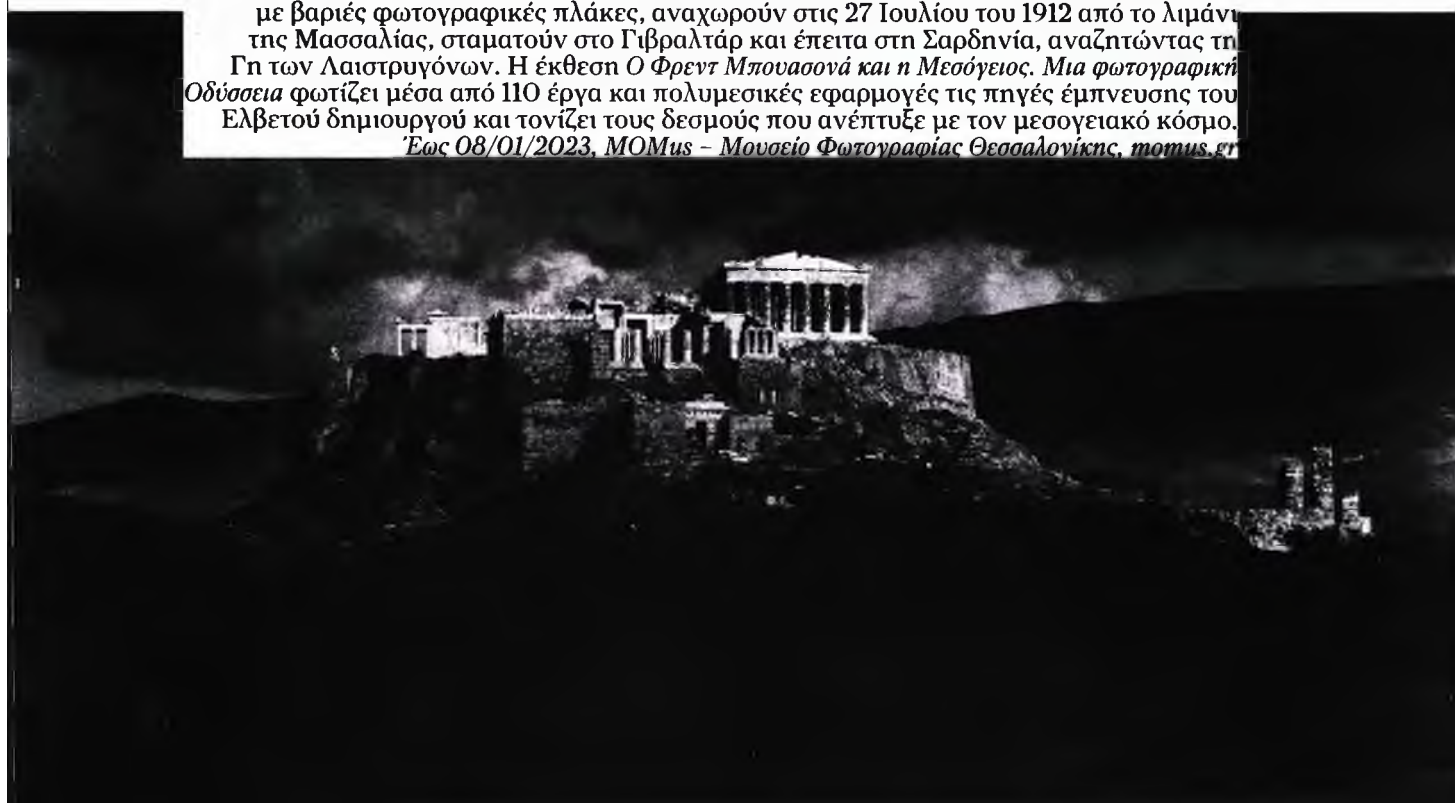 με βαριές φωτογραφικές πλάκες, αναχωρούν στις 27 Ιουλίου του 1912 από το λιμάνι
της Μασσαλίας, σταματούν στο Γιβραλτάρ και έπειτα στη Σαρδηνία, αναζητώντας τη
Γη των Λαιστρυγόνων. Η έκθεση Ο Φρεντ Μπουασονά και η Μεσόγειος. Μια φωτογραφική
Οδύσσεια φωτίζει μέσα από 110 έργα και πολυμεσικές εφαρμογές τις πηγές έμπνευσης του
Ελβετού δημιουργού και τονίζει τους δεσμούς που ανέπτυξε με τον μεσογειακό κόσμο.
Έως 08/01/2023, MOMus – Μουσείο Φωτογραφίας Θεσσαλονίκης, momus.gr